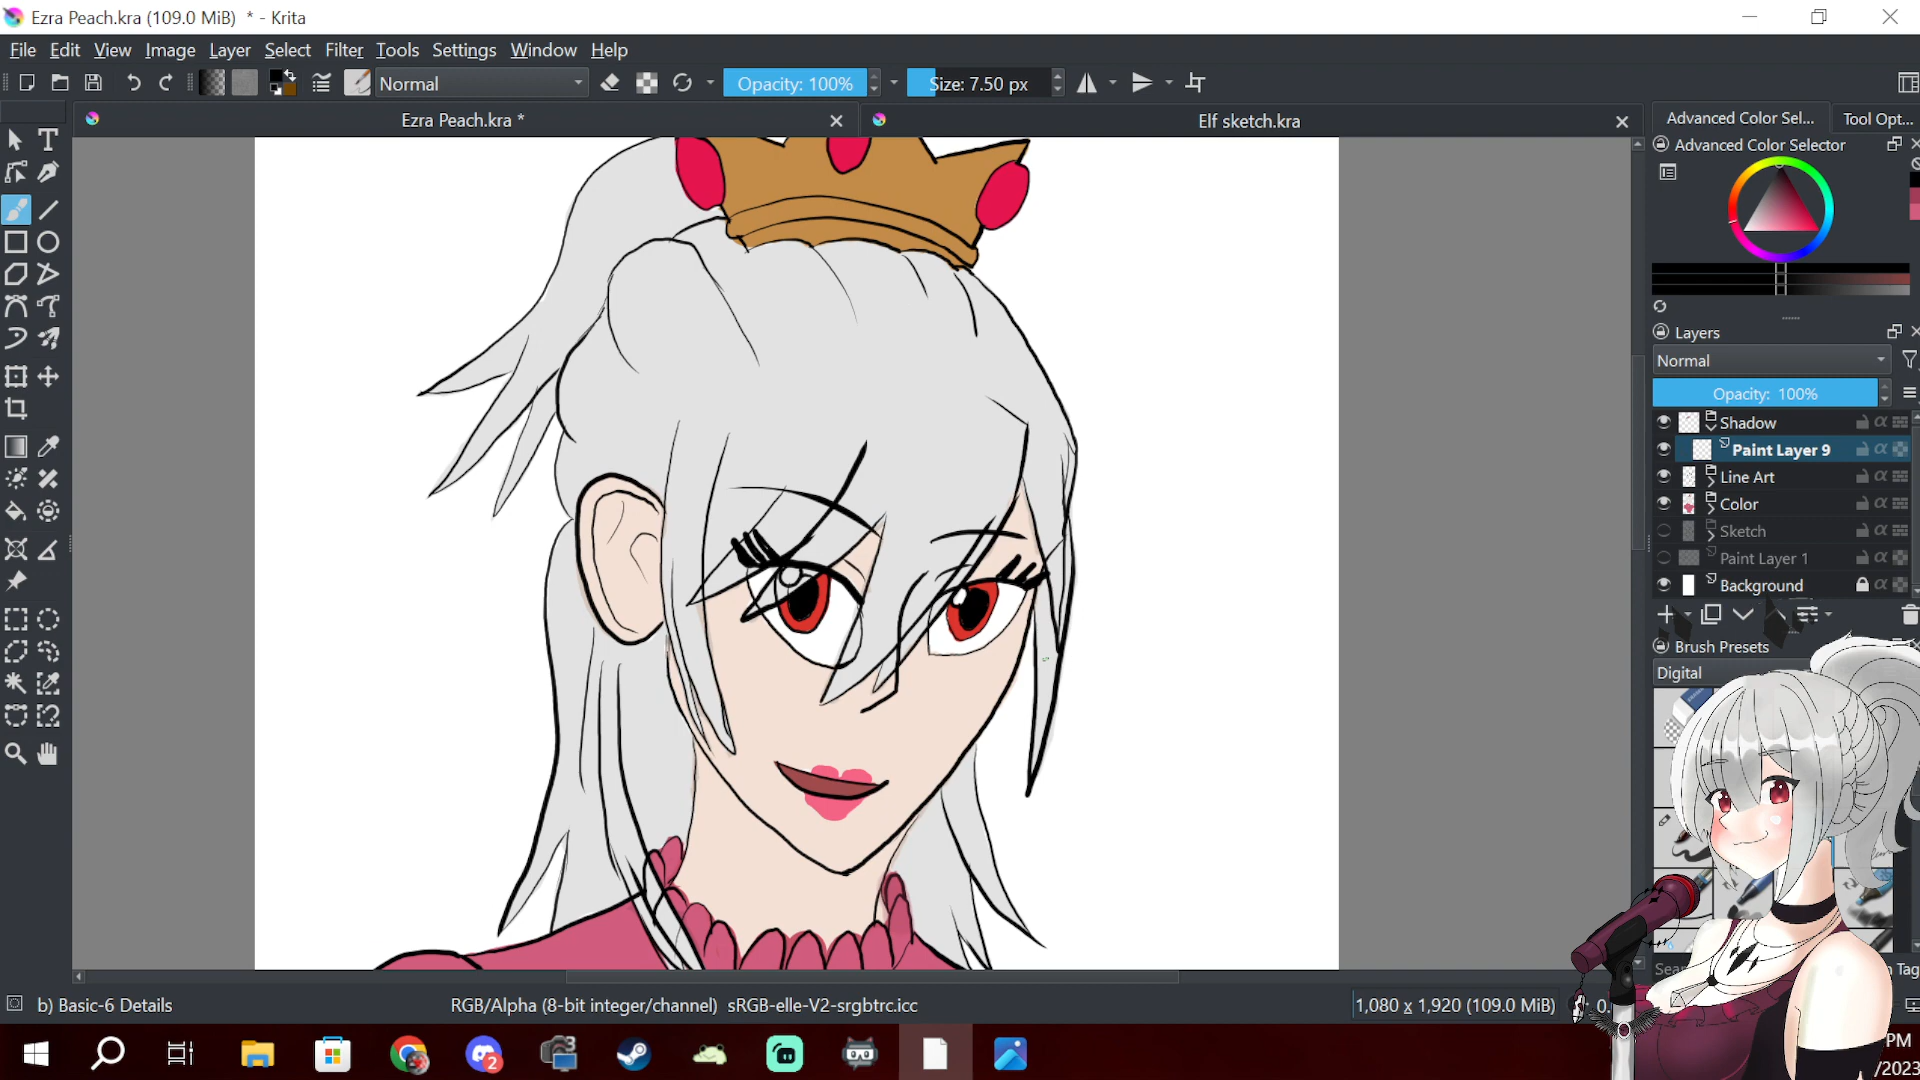 Ezra Peach.kra (109.0 MiB) * - Krita
File Edit View Image Layer Select Filter Tools Settings Window Help
Normal
Opacity: 100%
Size: 7.50 px
Ezra Peach.kra *
Elf sketch.kra
Advanced Color Sel...
Tool Opt...
Advanced Color Selector
Layers
Normal
Opacity: 100%
Shadow
Paint Layer 9
Line Art
Color
Sketch
Paint Layer 1
Background
Brush Presets
Digital
Tag
b) Basic-6 Details
RGB/Alpha (8-bit integer/channel) sRGB-elle-V2-srgbtrc.icc
1,080 x 1,920 (109.0 MiB)
3
2
PM
/2023